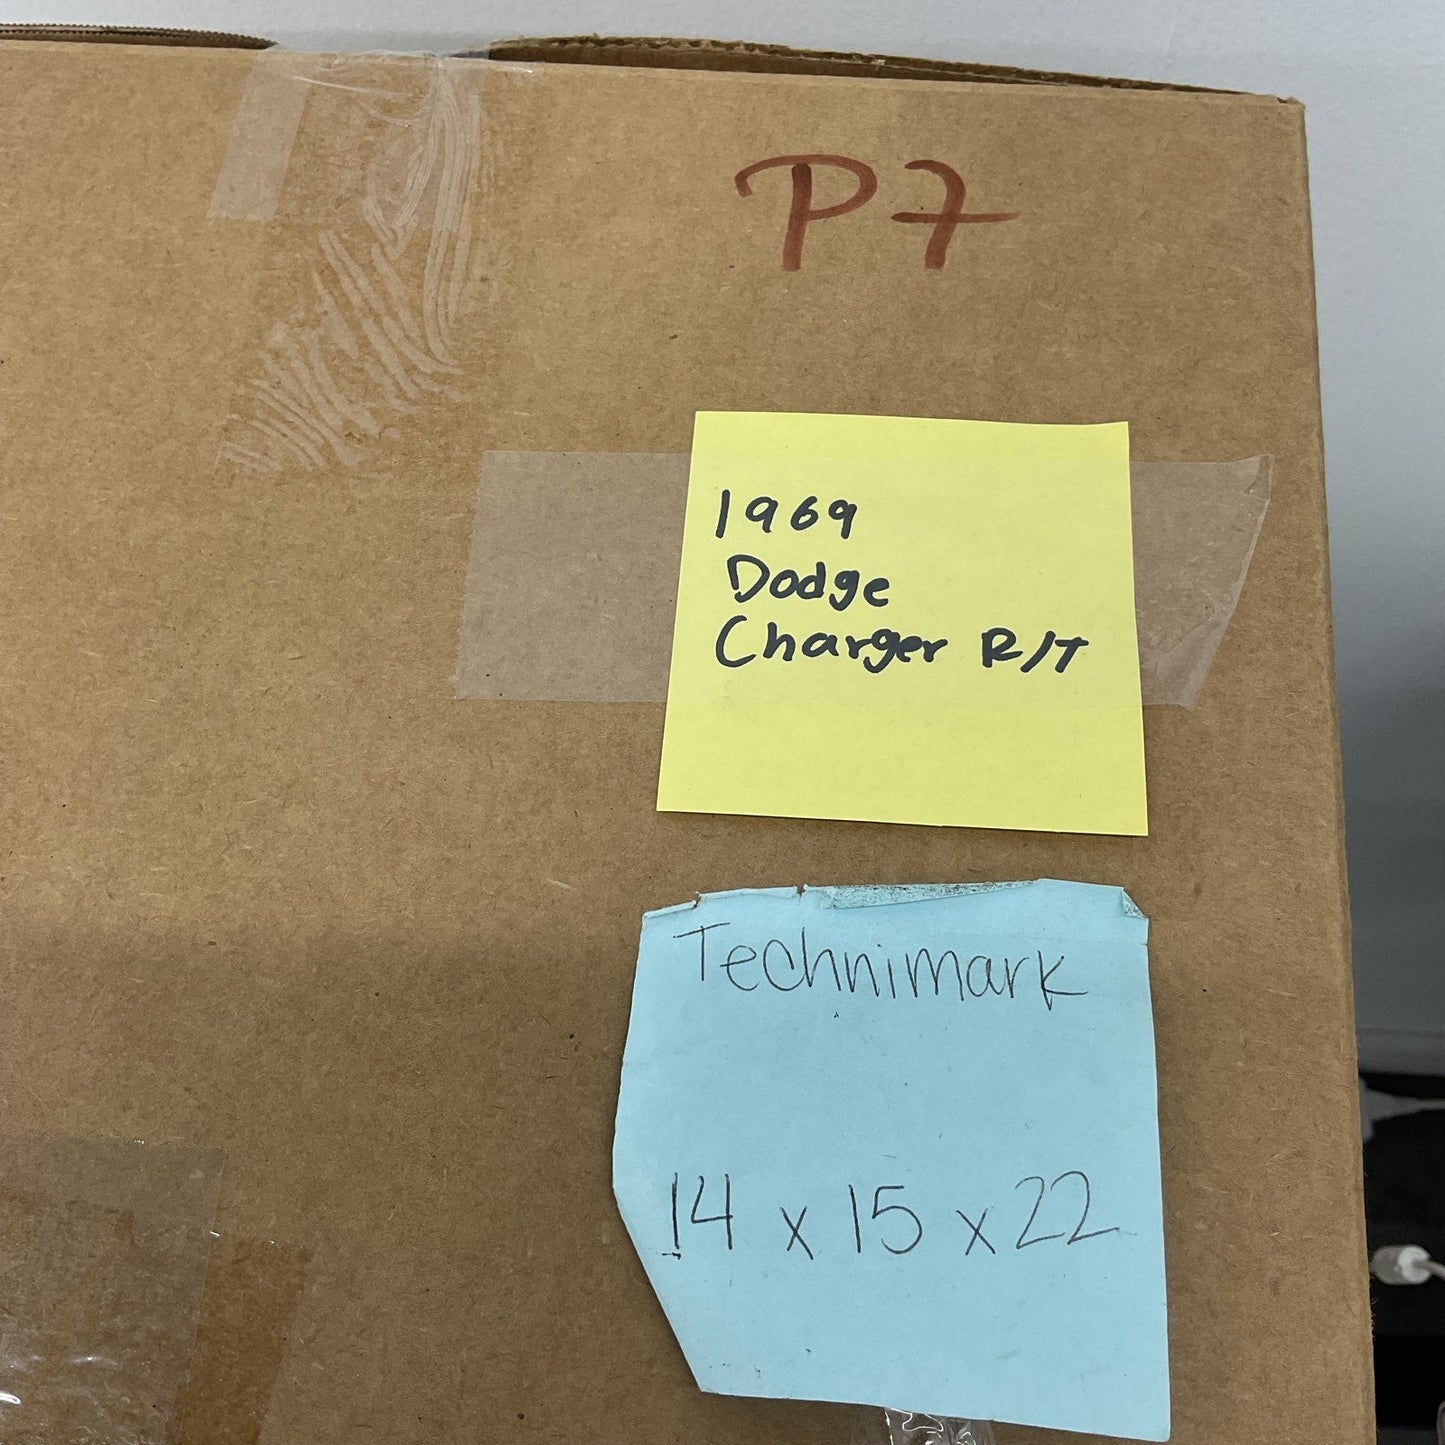 P7
1969
Dodge
Charger R/T
Technimark
14 x 15 x 22